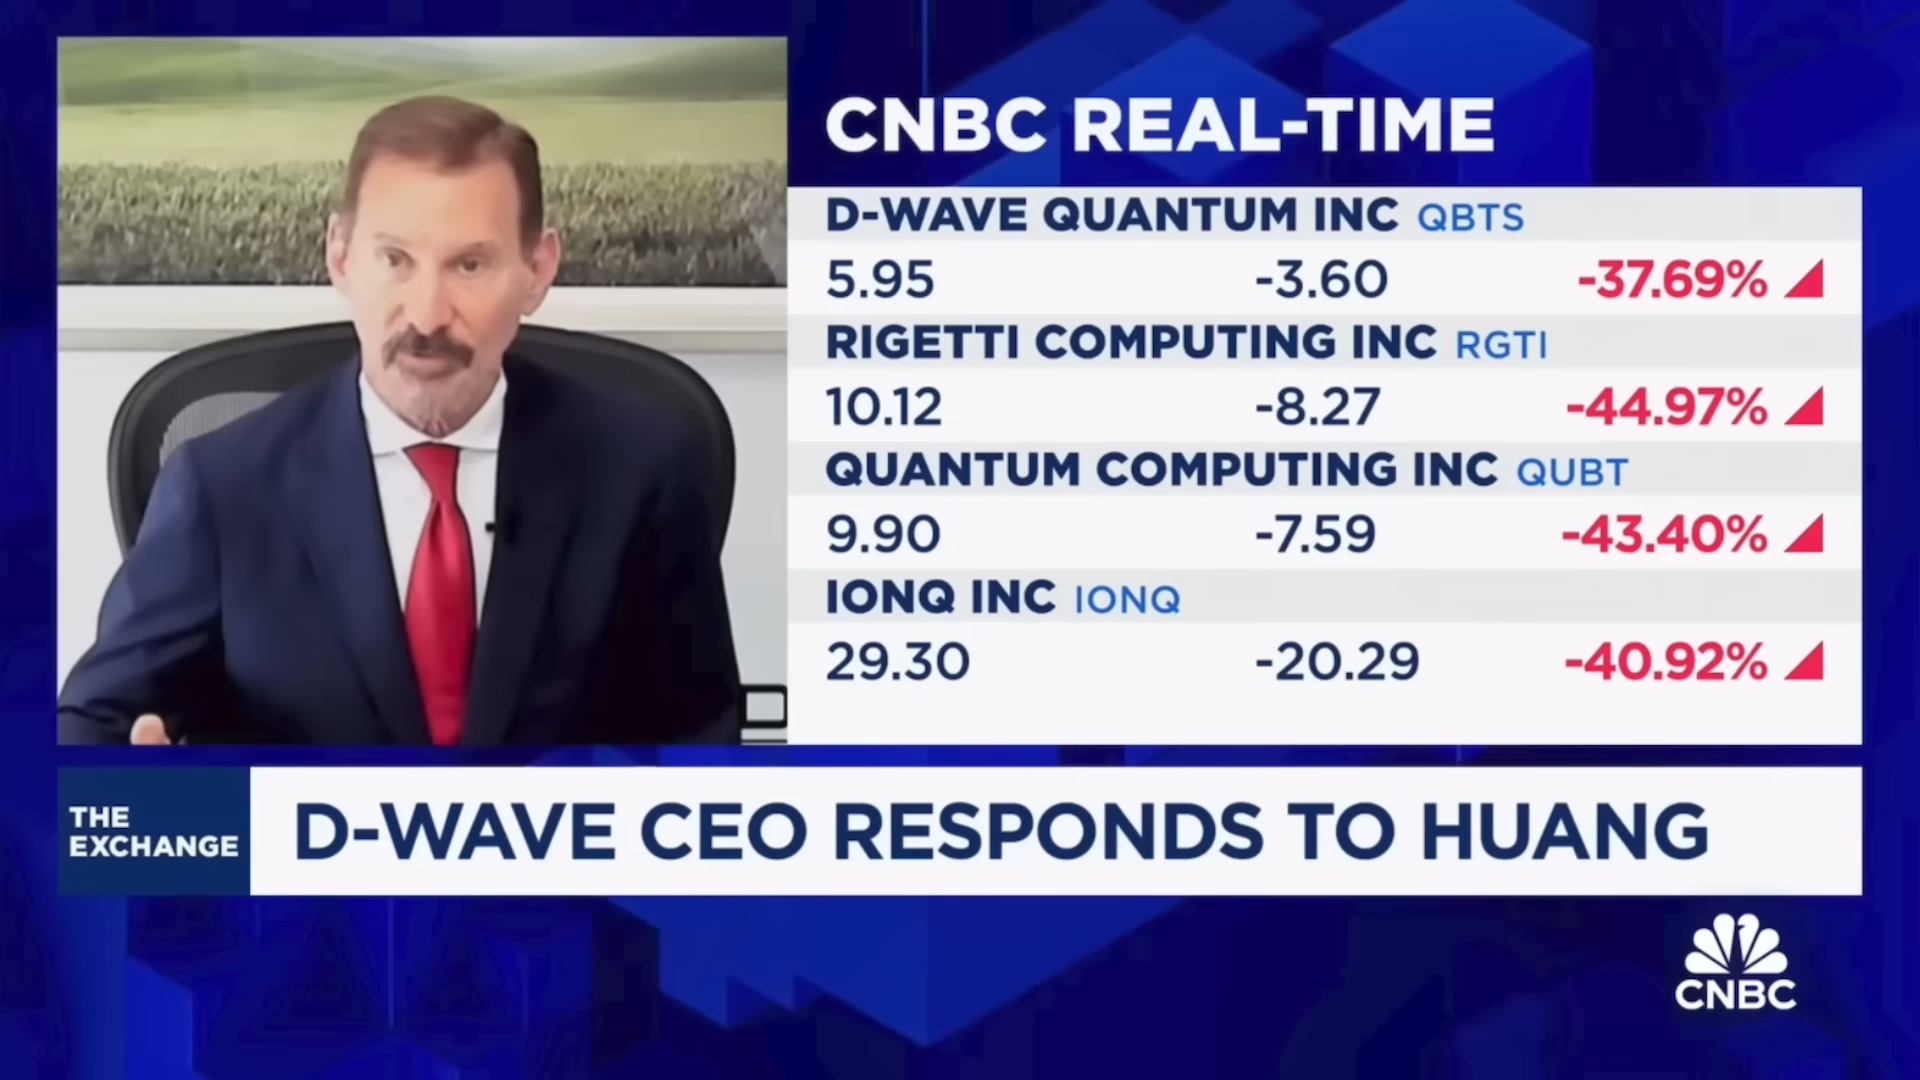 CNBC REAL-TIME
D-WAVE QUANTUM INC QBTS
5.95 -3.60 -37.69%
RIGETTI COMPUTING INC RGTI
10.12 -8.27 -44.97%
QUANTUM COMPUTING INC QUBT
9.90 -7.59 -43.40%
IONQ INC IONQ
29.30 -20.29 -40.92%
THE
EXCHANGE
D-WAVE CEO RESPONDS TO HUANG
CNBC